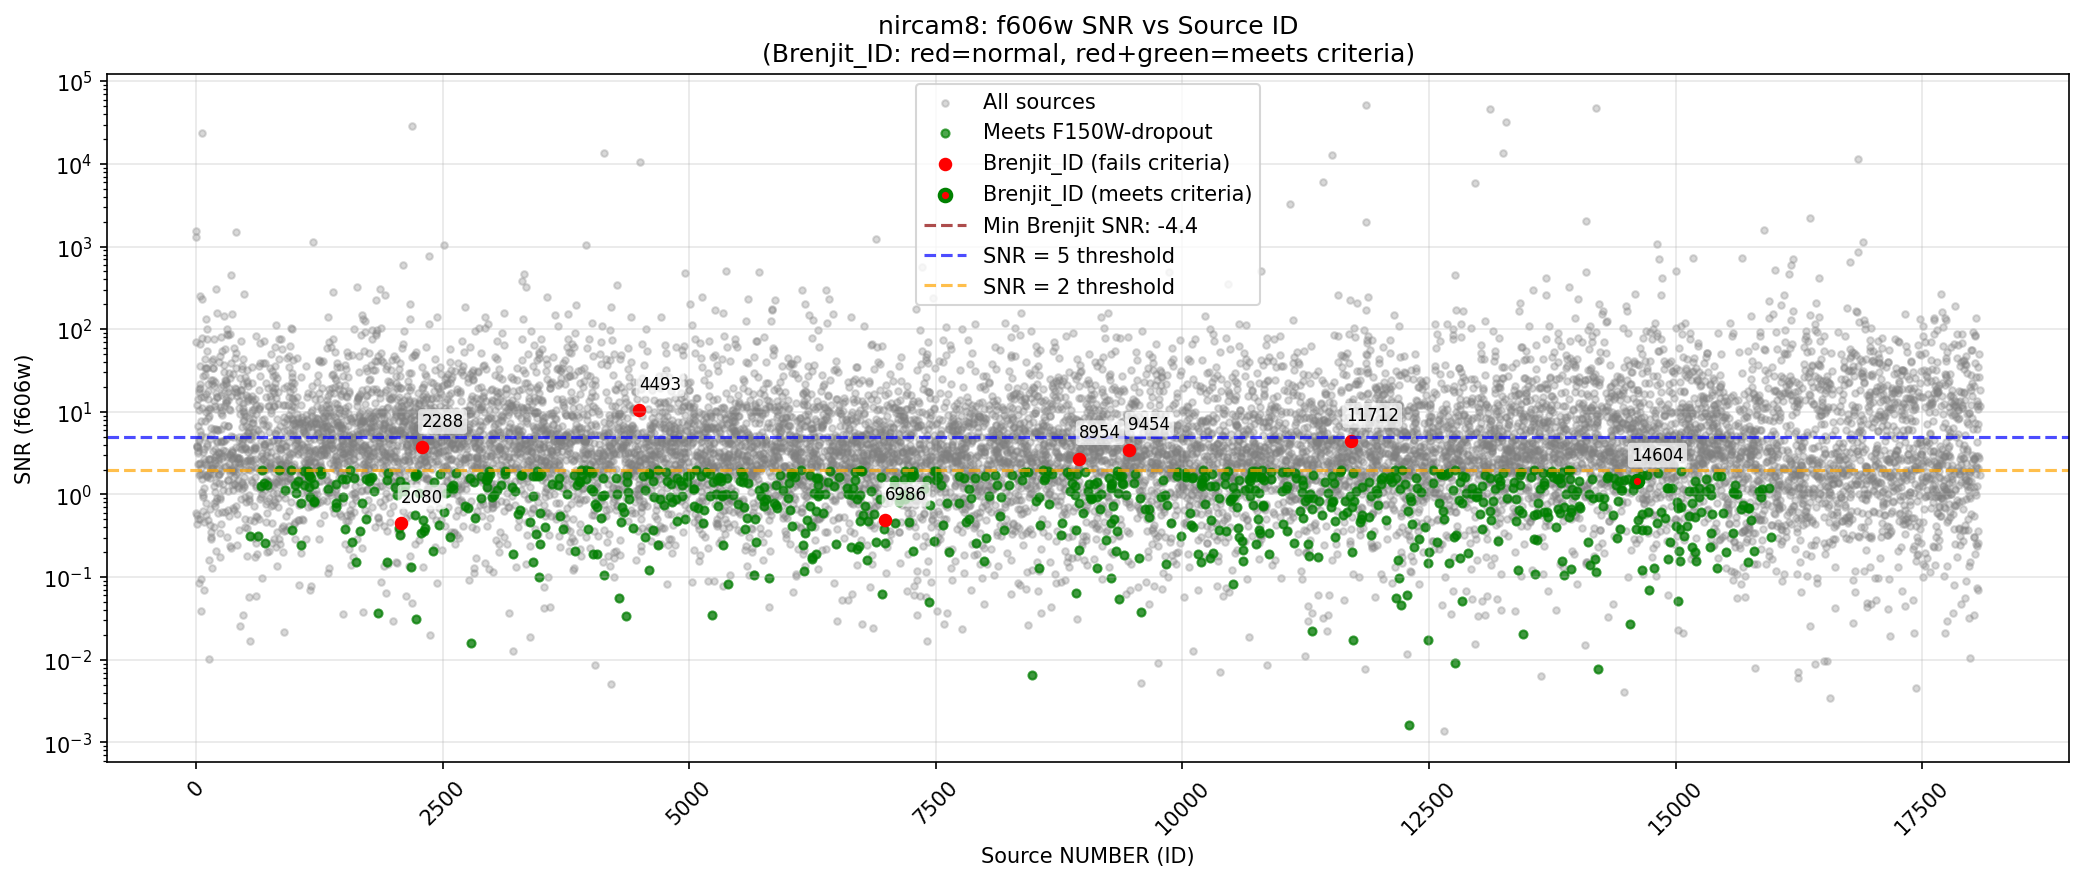 nircam8: f606w SNR vs Source ID
(Brenjit_ID: red=normal, red+green=meets criteria)
SNR (f606w)
10⁵
10⁴
10³
10²
10¹
10⁰
10⁻¹
10⁻²
10⁻³
All sources
Meets F150W-dropout
Brenjit_ID (fails criteria)
Brenjit_ID (meets criteria)
Min Brenjit SNR: -4.4
SNR = 5 threshold
SNR = 2 threshold
4493
2288
11712
9454
8954
14604
2080
6986
0
2500
5000
7500
10000
12500
15000
17500
Source NUMBER (ID)